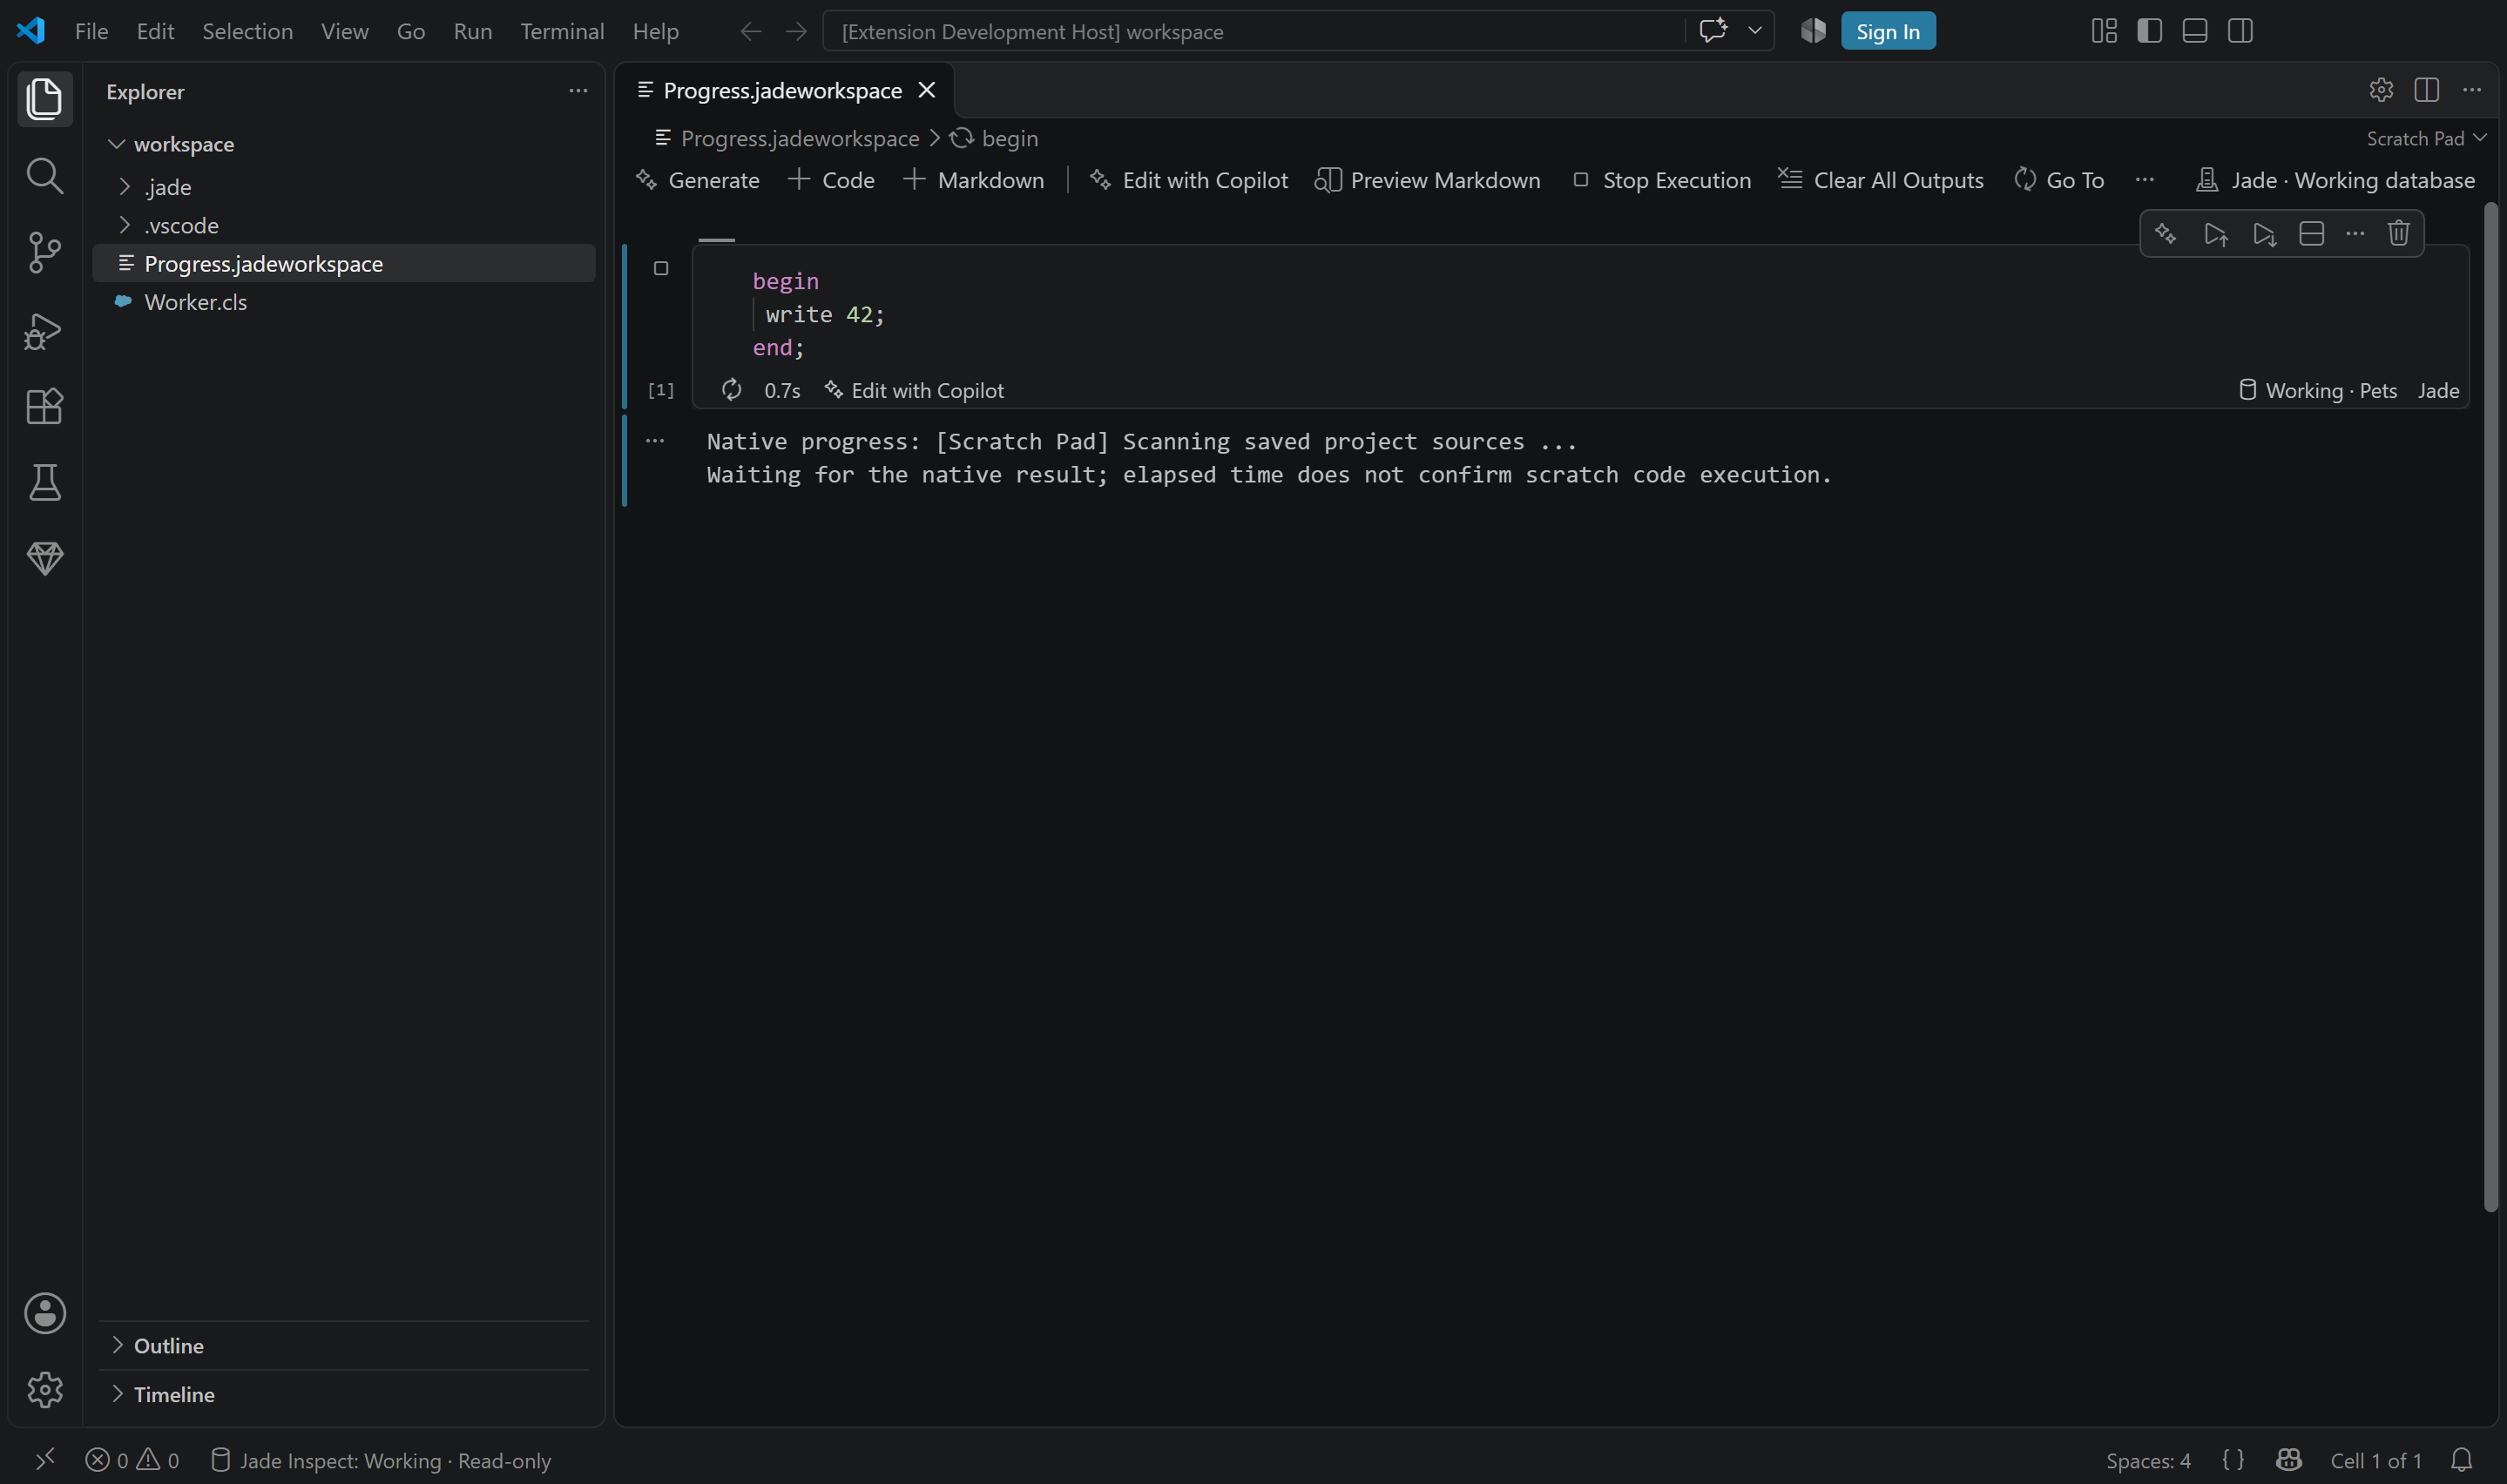 File Edit Selection View Go Run Terminal Help
[Extension Development Host] workspace
Sign In
Explorer
workspace
.jade
.vscode
Progress.jadeworkspace
Worker.cls
Outline
Timeline
Progress.jadeworkspace
Progress.jadeworkspace > begin
Scratch Pad
Generate + Code + Markdown | Edit with Copilot Preview Markdown Stop Execution Clear All Outputs Go To ... Jade · Working database
begin
write 42;
end;
[1] 0.7s Edit with Copilot Working · Pets Jade
Native progress: [Scratch Pad] Scanning saved project sources ...
Waiting for the native result; elapsed time does not confirm scratch code execution.
0 0 Jade Inspect: Working · Read-only
Spaces: 4 { } Cell 1 of 1